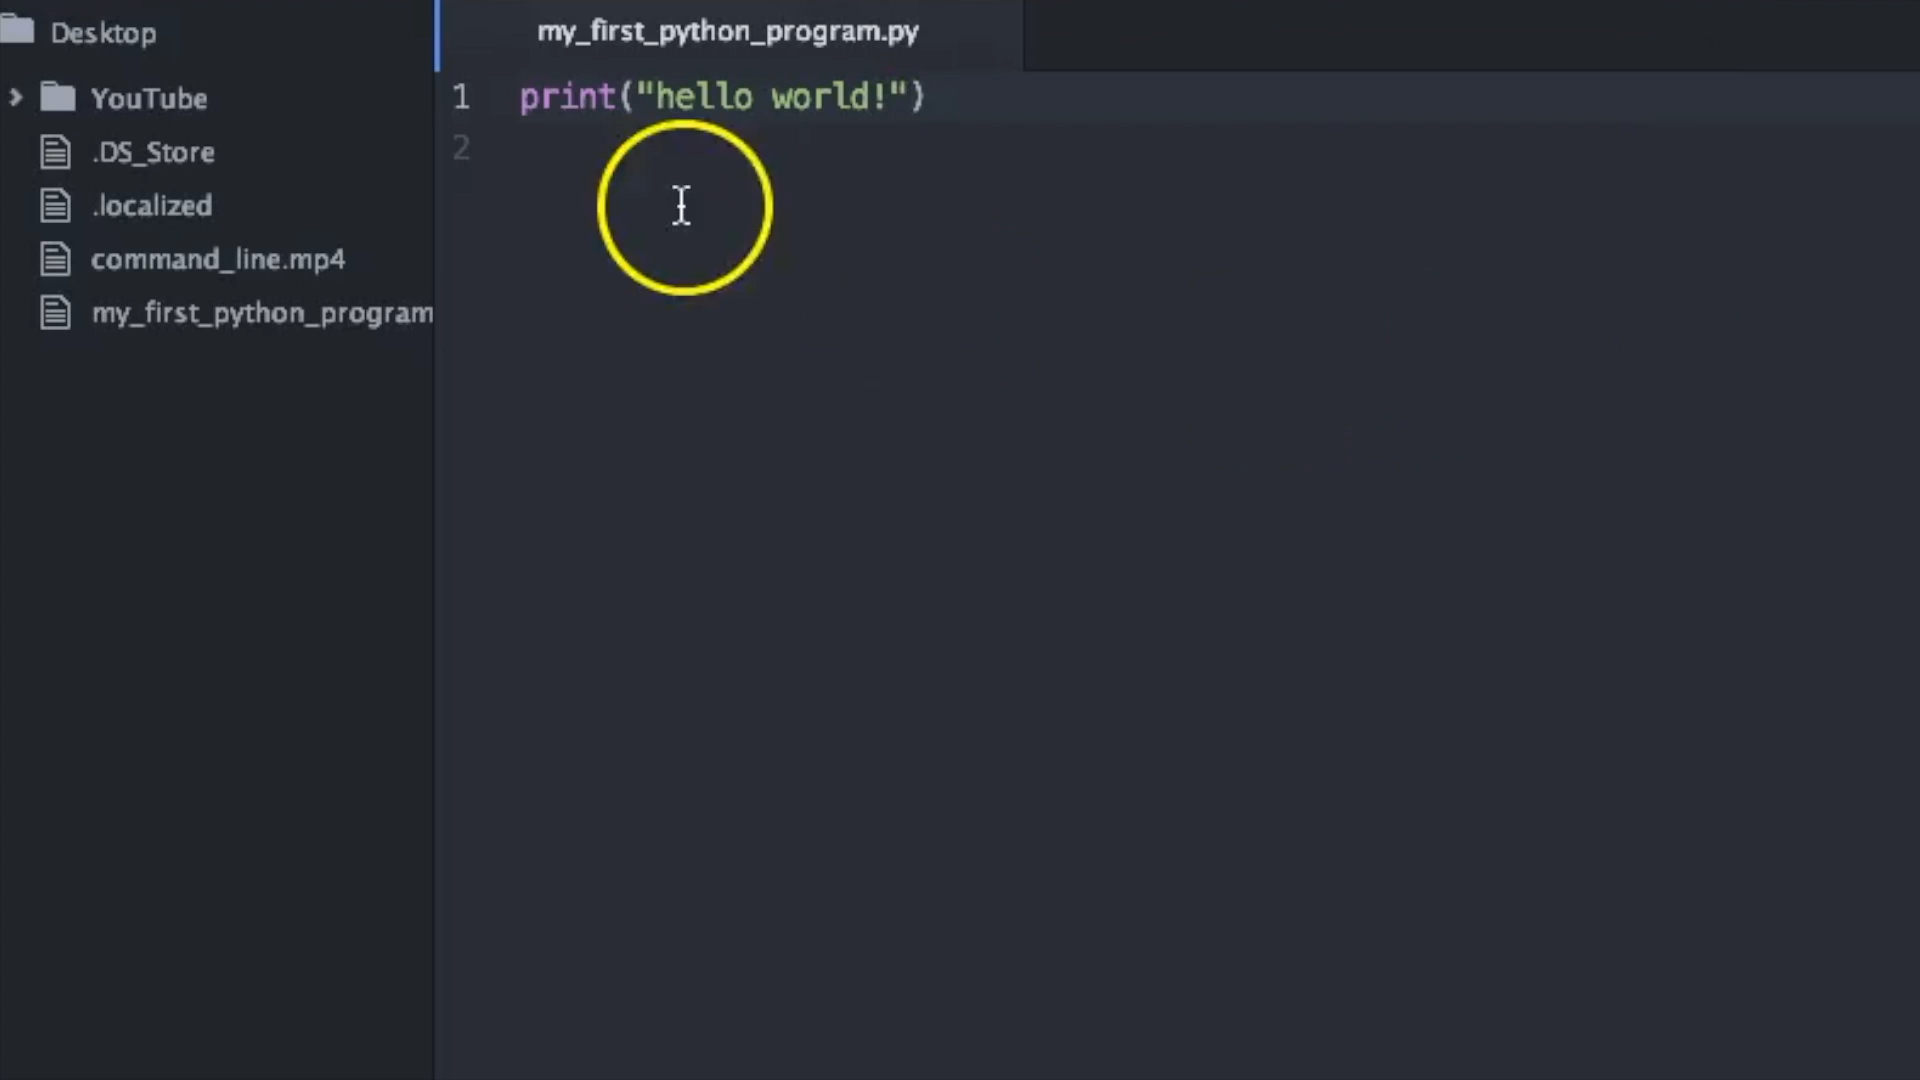 Desktop
YouTube
.DS_Store
.localized
command_line.mp4
my_first_python_program
my_first_python_program.py
1 print("hello world!")
2